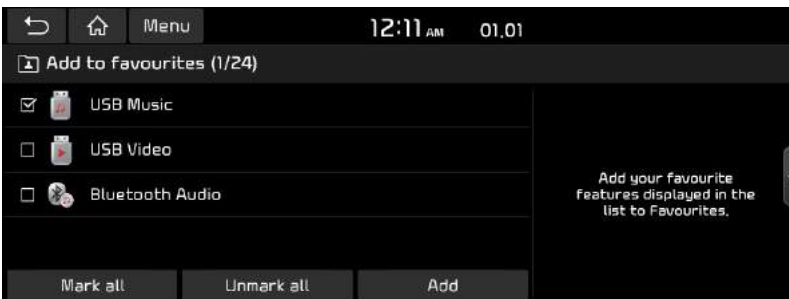 Menu
12:11 AM 01.01
Add to favourites (1/24)
USB Music
USB Video
Bluetooth Audio
Add your favourite
features displayed in the
list to Favourites.
Mark all Unmark all Add